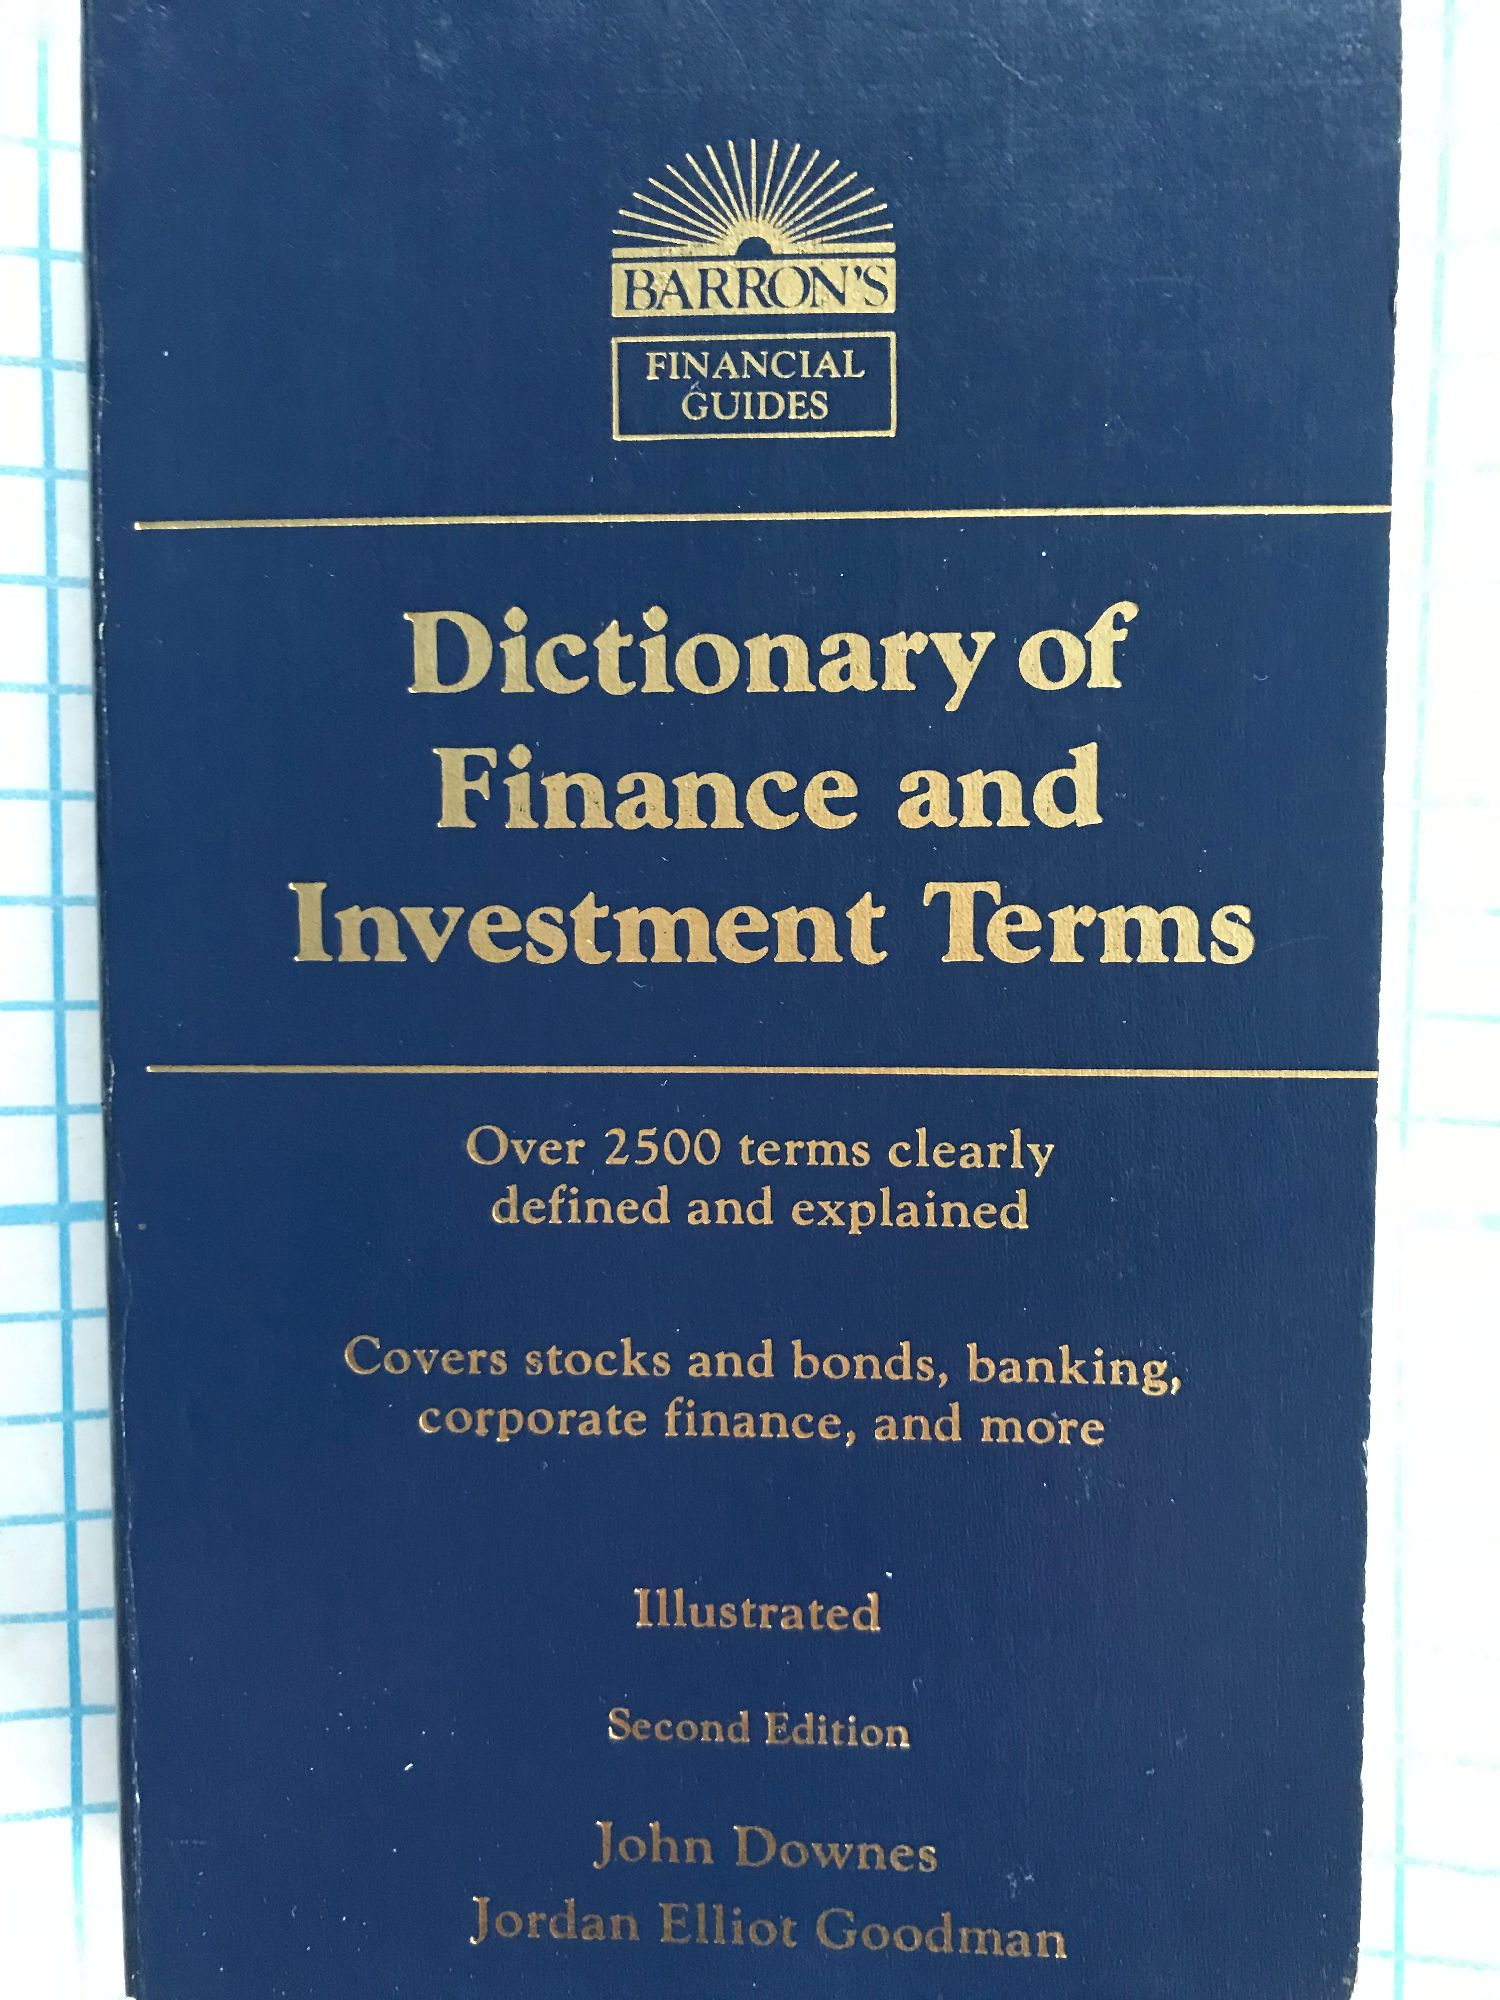 BARRON'S
FINANCIAL
GUIDES
Dictionary of
Finance and
Investment Terms
Over 2500 terms clearly
defined and explained
Covers stocks and bonds, banking,
corporate finance, and more
Illustrated
Second Edition
John Downes
Jordan Elliot Goodman